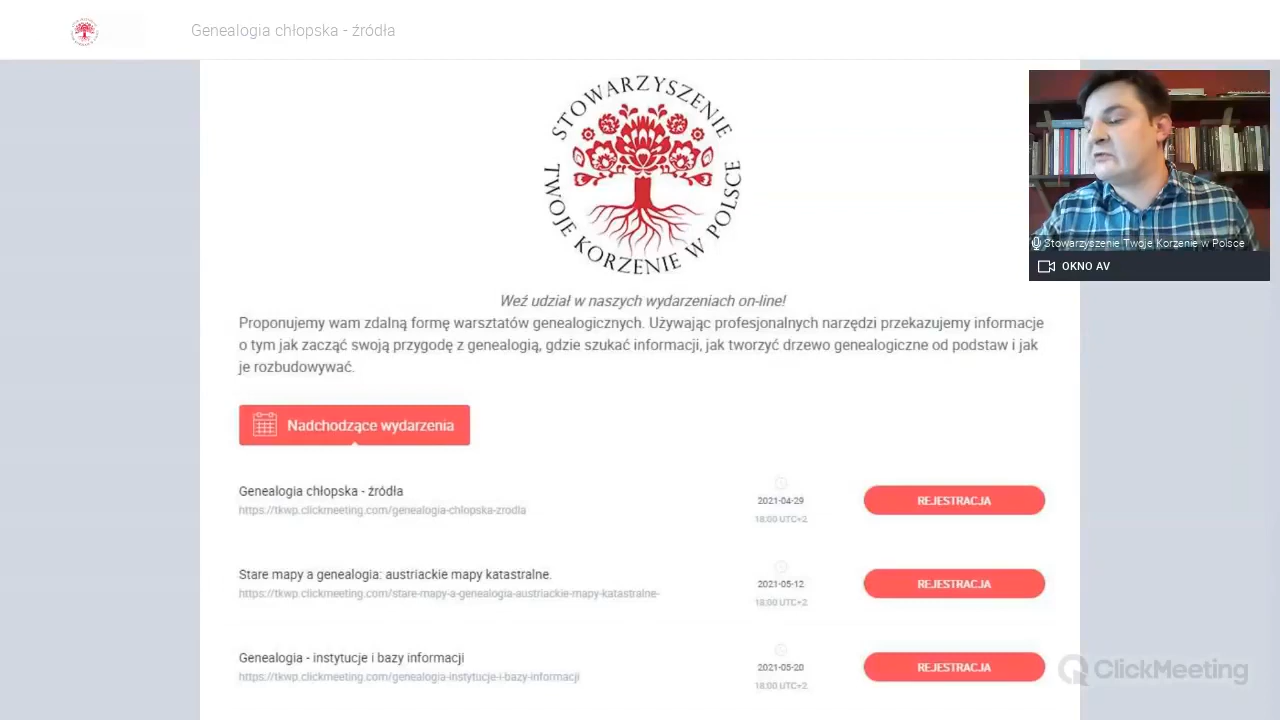 Genealogia chłopska - źródła
STOWARZYSZENIE
TWOJE KORZENIE W POLSCE
Stowarzyszenie Twoje Korzenie w Polsce
OKNO AV
Weź udział w naszych wydarzeniach on-line!
Proponujemy wam zdalną formę warsztatów genealogicznych. Używając profesjonalnych narzędzi przekazujemy informacje
o tym jak zacząć swoją przygodę z genealogią, gdzie szukać informacji, jak tworzyć drzewo genealogiczne od podstaw i jak
je rozbudowywać.
Nadchodzące wydarzenia
Genealogia chłopska - źródła
https://tkwp.clickmeeting.com/genealogia-chlopska-zrodla
2021-04-29
18:00 UTC+2
REJESTRACJA
Stare mapy a genealogia: austriackie mapy katastralne.
https://tkwp.clickmeeting.com/stare-mapy-a-genealogia-austriackie-mapy-katastralne-
2021-05-12
18:00 UTC+2
REJESTRACJA
Genealogia - instytucje i bazy informacji
https://tkwp.clickmeeting.com/genealogia-instytucje-i-bazy-informacji
2021-05-20
18:00 UTC+2
REJESTRACJA
ClickMeeting